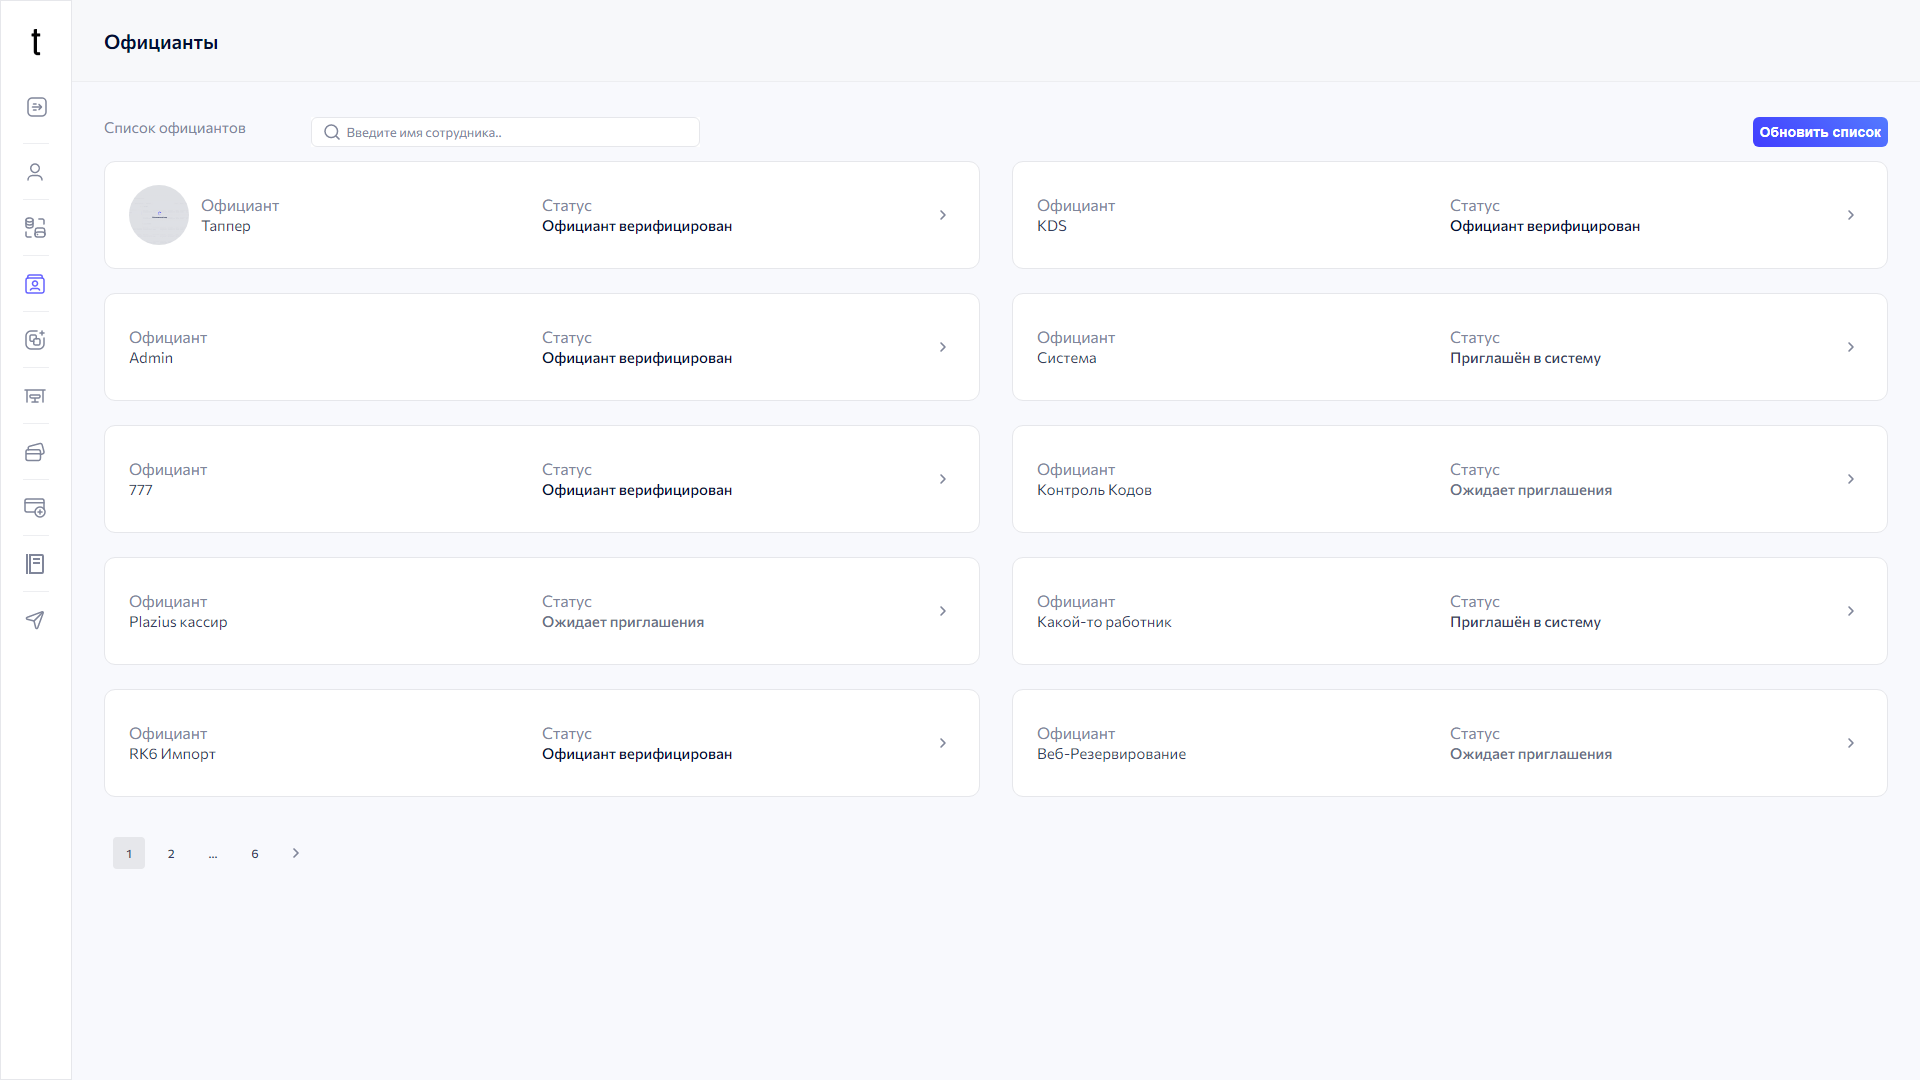 t
Официанты
Список официантов
Введите имя сотрудника..
Обновить список
Официант
Таппер
Статус
Официант верифицирован
Официант
KDS
Статус
Официант верифицирован
Официант
Admin
Статус
Официант верифицирован
Официант
Система
Статус
Приглашён в систему
Официант
777
Статус
Официант верифицирован
Официант
Контроль Кодов
Статус
Ожидает приглашения
Официант
Plazius кассир
Статус
Ожидает приглашения
Официант
Какой-то работник
Статус
Приглашён в систему
Официант
RK6 Импорт
Статус
Официант верифицирован
Официант
Веб-Резервирование
Статус
Ожидает приглашения
1 2 ... 6